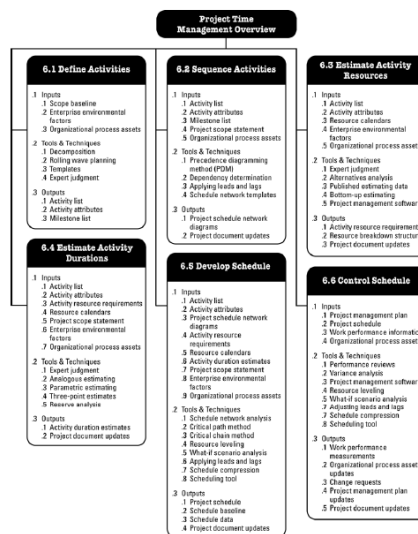 Project Time
Management Overview
6.1 Define Activities
.1 Inputs
.1 Scope baseline
.2 Enterprise environmental
factors
.3 Organizational process assets
.2 Tools & Techniques
.1 Decomposition
.2 Rolling wave planning
.3 Templates
.4 Expert judgment
.3 Outputs
.1 Activity list
.2 Activity attributes
.3 Milestone list
6.2 Sequence Activities
.1 Inputs
.1 Activity list
.2 Activity attributes
.3 Milestone list
.4 Project scope statement
.5 Organizational process assets
.2 Tools & Techniques
.1 Precedence diagramming
method (PDM)
.2 Dependency determination
.3 Applying leads and lags
.4 Schedule network templates
.3 Outputs
.1 Project schedule network
diagrams
.2 Project document updates
6.3 Estimate Activity
Resources
.1 Inputs
.1 Activity list
.2 Activity attributes
.3 Resource calendars
.4 Enterprise environmental
factors
.5 Organizational process asset
.2 Tools & Techniques
.1 Expert judgment
.2 Alternatives analysis
.3 Published estimating data
.4 Bottom-up estimating
.5 Project management software
.3 Outputs
.1 Activity resource requirement
.2 Resource breakdown structure
.3 Project document updates
6.4 Estimate Activity
Durations
.1 Inputs
.1 Activity list
.2 Activity attributes
.3 Activity resource requirements
.4 Resource calendars
.5 Project scope statement
.6 Enterprise environmental
factors
.7 Organizational process assets
.2 Tools & Techniques
.1 Expert judgment
.2 Analogous estimating
.3 Parametric estimating
.4 Three-point estimates
.5 Reserve analysis
.3 Outputs
.1 Activity duration estimates
.2 Project document updates
6.5 Develop Schedule
.1 Inputs
.1 Activity list
.2 Activity attributes
.3 Project schedule network
diagrams
.4 Activity resource
requirements
.5 Resource calendars
.6 Activity duration estimates
.7 Project scope statement
.8 Enterprise environmental
factors
.9 Organizational process assets
.2 Tools & Techniques
.1 Schedule network analysis
.2 Critical path method
.3 Critical chain method
.4 Resource leveling
.5 What-if scenario analysis
.6 Applying leads and lags
.7 Schedule compression
.8 Scheduling tool
.3 Outputs
.1 Project schedule
.2 Schedule baseline
.3 Schedule data
.4 Project document updates
6.6 Control Schedule
.1 Inputs
.1 Project management plan
.2 Project schedule
.3 Work performance informatio
.4 Organizational process asset
.2 Tools & Techniques
.1 Performance reviews
.2 Variance analysis
.3 Project management software
.4 Resource leveling
.5 What-if scenario analysis
.7 Adjusting leads and lags
.7 Schedule compression
.8 Scheduling tool
.3 Outputs
.1 Work performance
measurements
.2 Organizational process asset
updates
.3 Change requests
.4 Project management plan
updates
.5 Project document updates